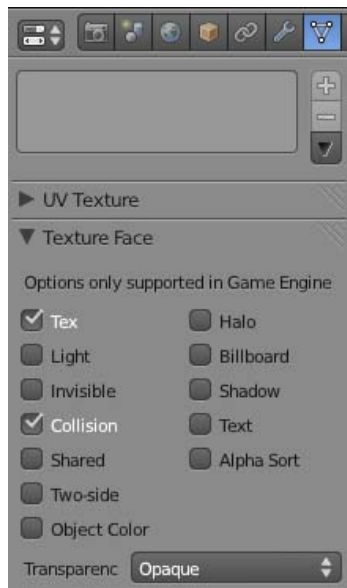 UV Texture
Texture Face
Options only supported in Game Engine
Tex
Halo
Light
Billboard
Invisible
Shadow
Collision
Text
Shared
Alpha Sort
Two-side
Object Color
Transparenc Opaque